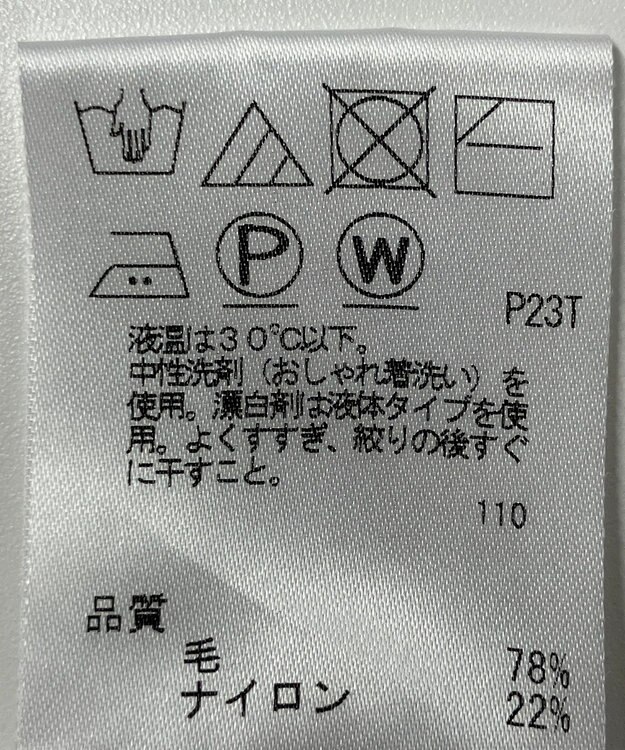 P W
P23T
液温は30℃以下。
中性洗剤（おしゃれ着洗い）を
使用。漂白剤は液体タイプを使
用。よくすすぎ、絞りの後すぐ
に干すこと。
110
品質
毛 78%
ナイロン 22%